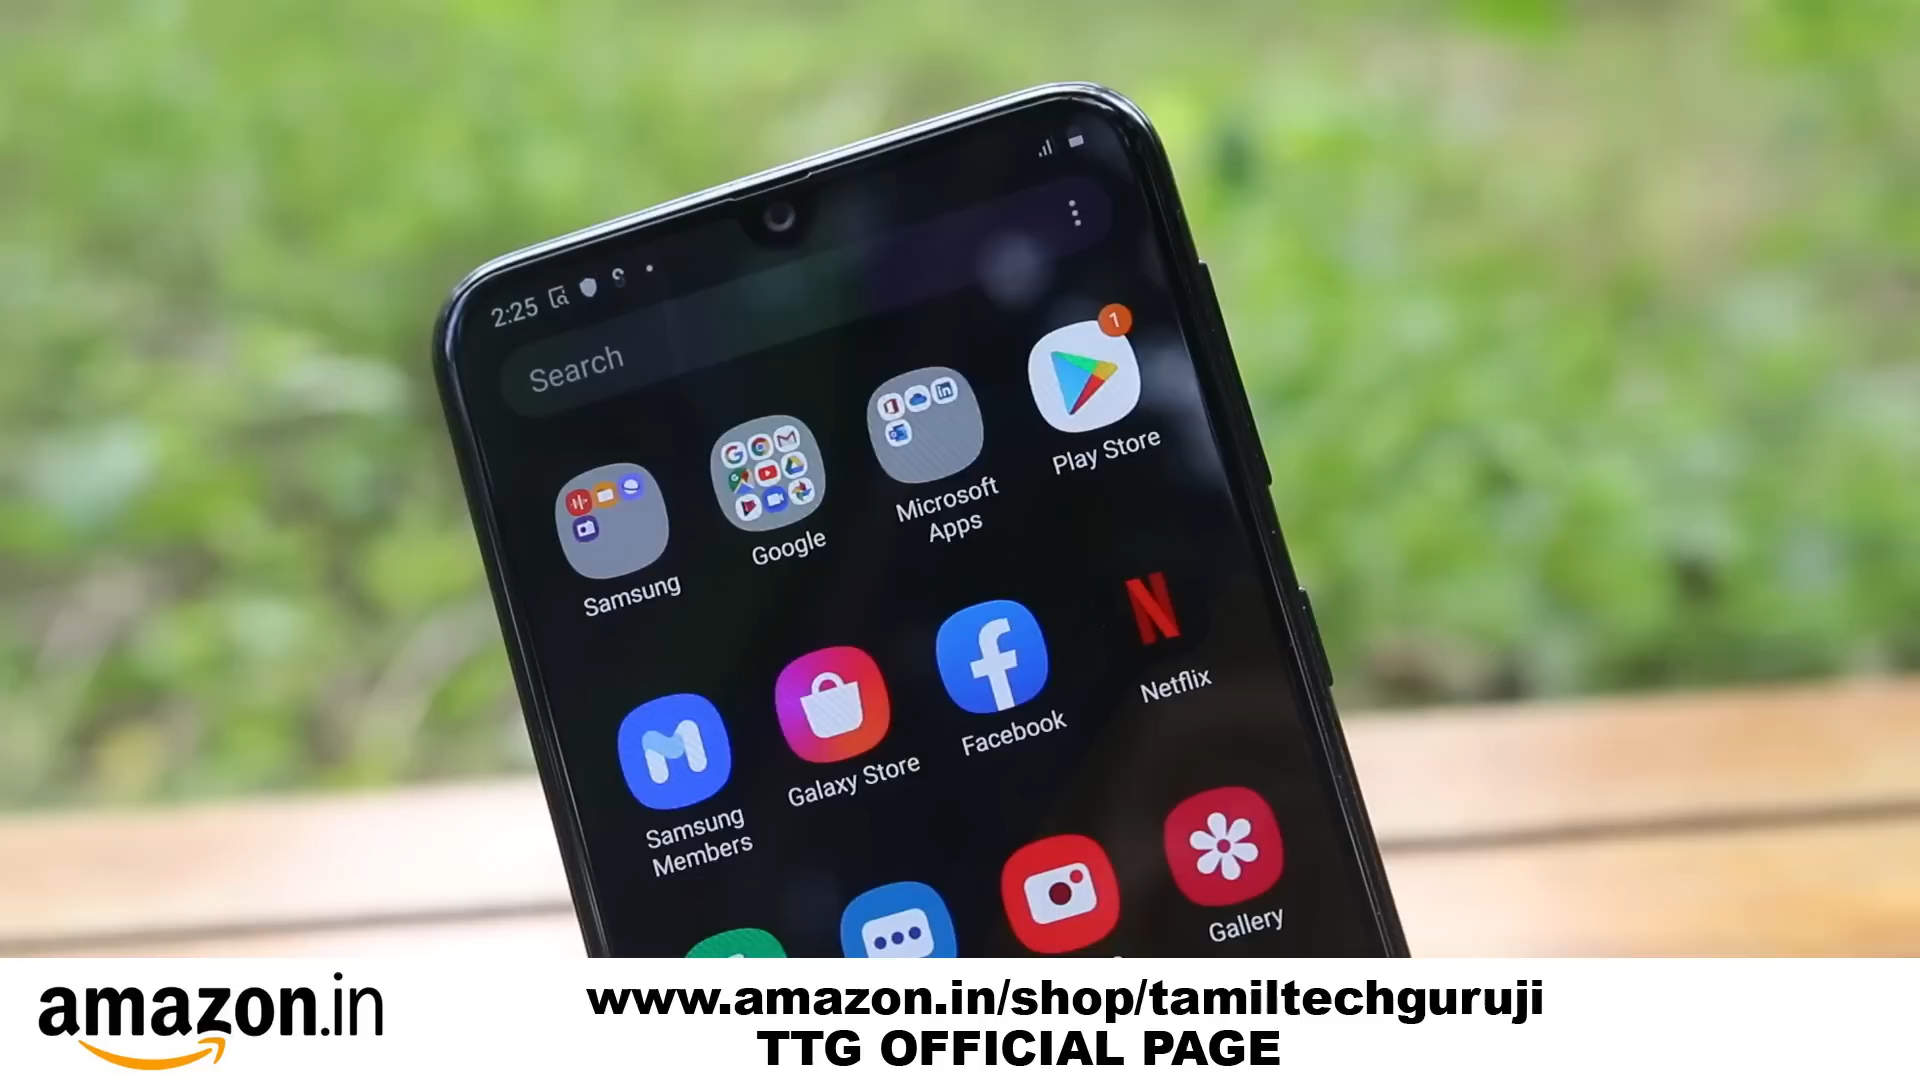 2:25
Search
1
Play Store
Microsoft
Apps
Google
Samsung
Netflix
Facebook
Galaxy Store
Samsung
Members
Gallery
amazon.in
www.amazon.in/shop/tamiltechguruji
TTG OFFICIAL PAGE